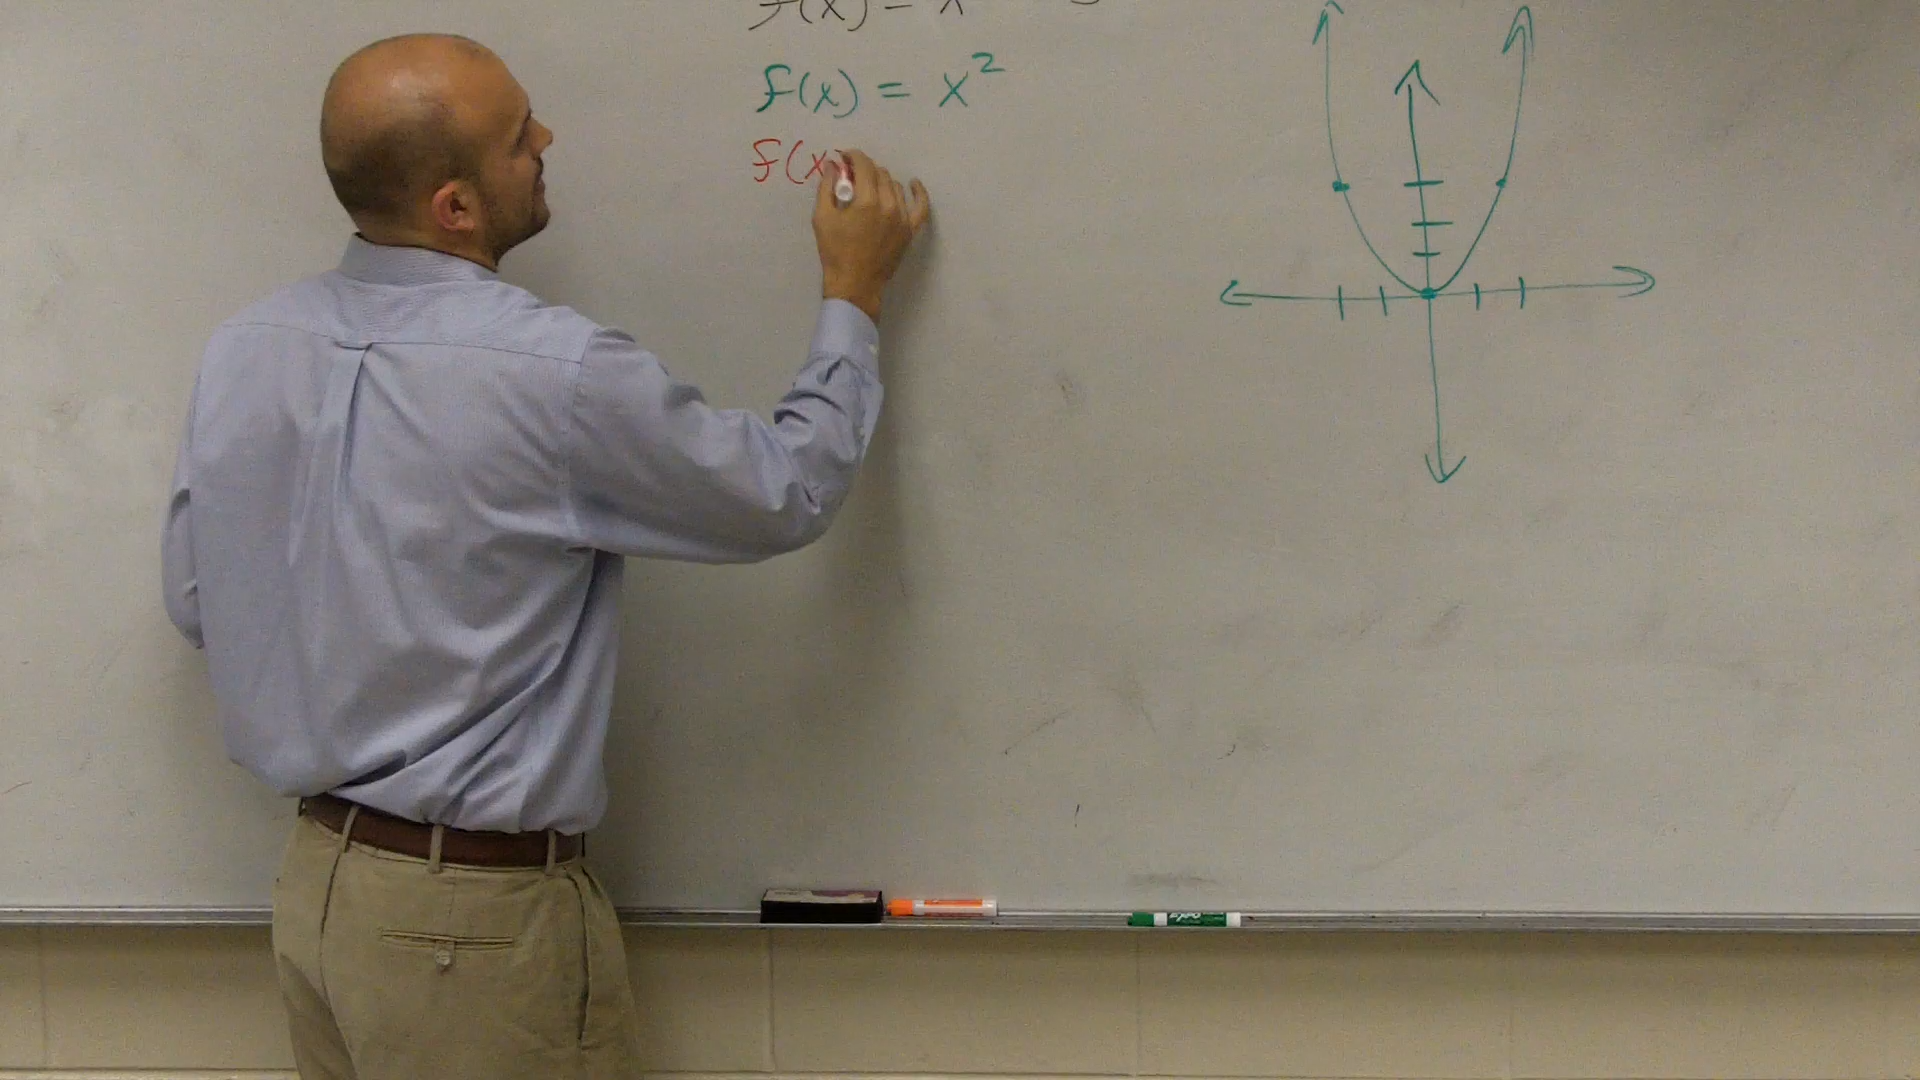 f(x) = x
f(x) = x²
f(x)
EXPO